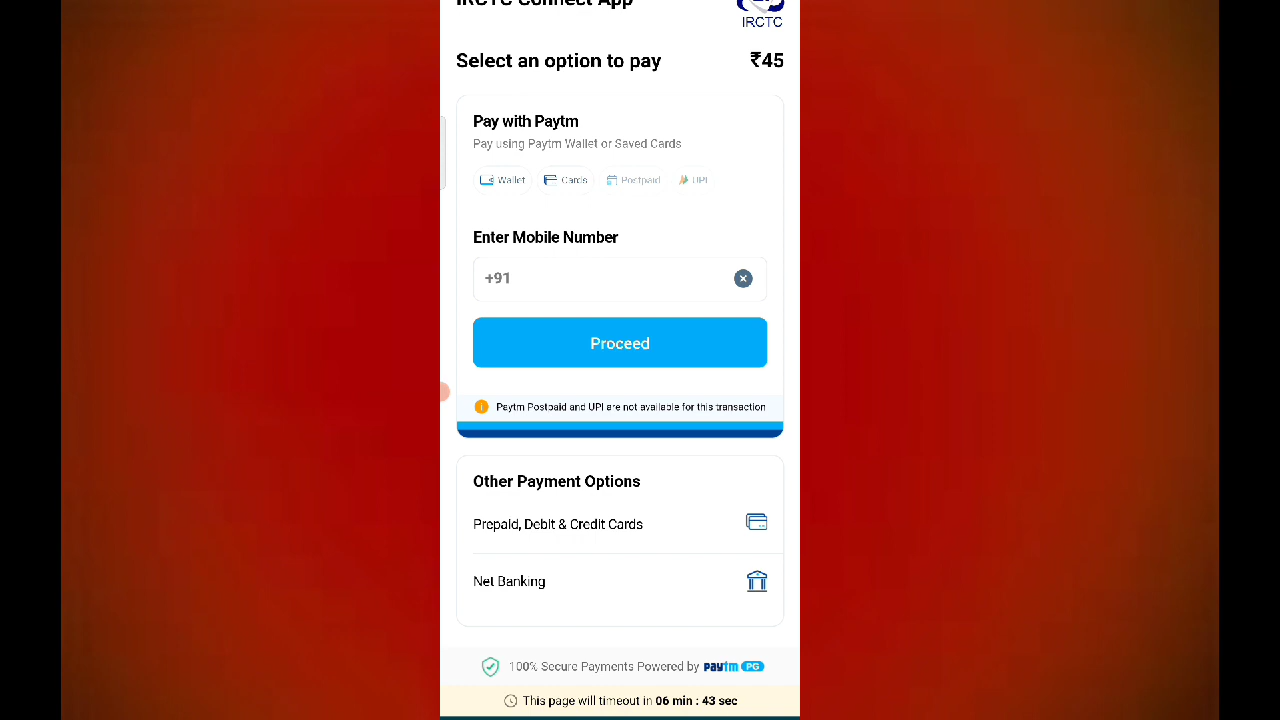 IRCTC Connect App
IRCTC
Select an option to pay ₹45
Pay with Paytm
Pay using Paytm Wallet or Saved Cards
Wallet Cards Postpaid UPI
Enter Mobile Number
+91
Proceed
Paytm Postpaid and UPI are not available for this transaction
Other Payment Options
Prepaid, Debit & Credit Cards
Net Banking
100% Secure Payments Powered by paytm PG
This page will timeout in 06 min : 43 sec